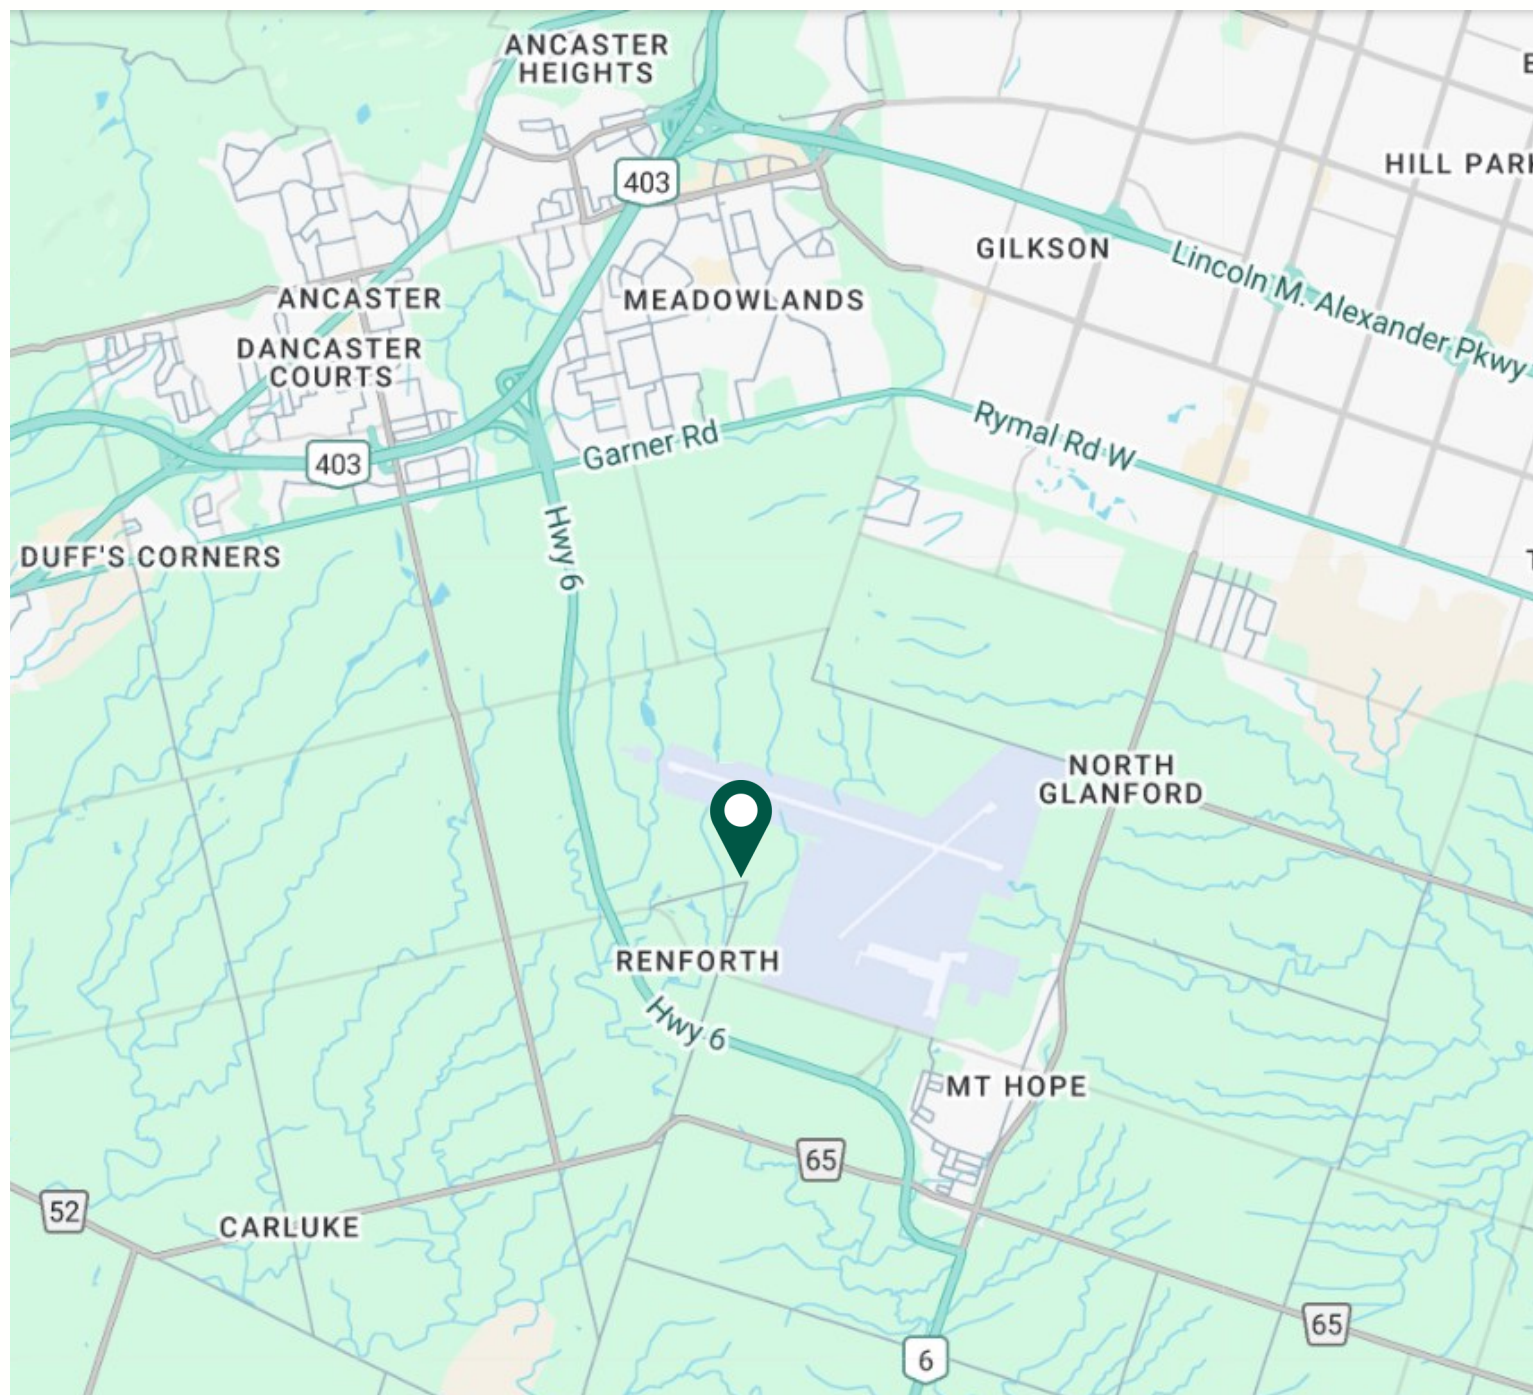 ANCASTER
HEIGHTS
E
HILL PARK
403
GILKSON
Lincoln M. Alexander Pkwy
ANCASTER
MEADOWLANDS
DANCASTER
COURTS
Rymal Rd W
Garner Rd
403
Hwy 6
DUFF'S CORNERS
T
NORTH
GLANFORD
RENFORTH
Hwy 6
MT HOPE
65
52
CARLUKE
65
6